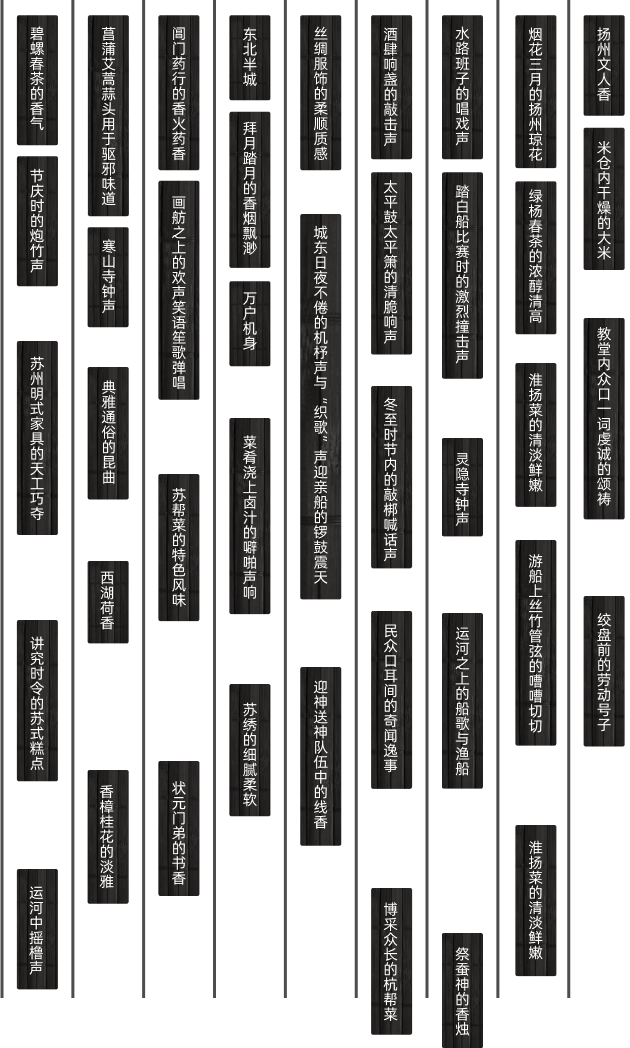 扬州文人香
米仓内干燥的大米
教堂内众口一词虔诚的颂祷
绞盘前的劳动号子
烟花三月的扬州琼花
绿杨春茶的浓醇清高
淮扬菜的清淡鲜嫩
游船上丝竹管弦的嘈嘈切切
淮扬菜的清淡鲜嫩
水路班子的唱戏声
踏白船比赛时的激烈撞击声
灵隐寺钟声
运河之上的船歌与渔船
祭蚕神的香烛
酒肆响盏的敲击声
太平鼓太平箫的清脆响声
冬至时节内的敲梆喊话声
民众口耳间的奇闻逸事
博采众长的杭帮菜
丝绸服饰的柔顺质感
城东日夜不倦的机杼声与“织歌”声迎亲船的锣鼓震天
迎神送神队伍中的线香
东北半城
拜月踏月的香烟飘渺
万户机身
菜肴浇上卤汁的噼啪声响
苏绣的细腻柔软
阊门药行的香火药香
画舫之上的欢声笑语笙歌弹唱
苏帮菜的特色风味
状元门弟的书香
菖蒲艾蒿蒜头用于驱邪味道
寒山寺钟声
典雅通俗的昆曲
西湖荷香
香樟桂花的淡雅
碧螺春茶的香气
节庆时的炮竹声
苏州明式家具的天工巧夺
讲究时令的苏式糕点
运河中摇橹声